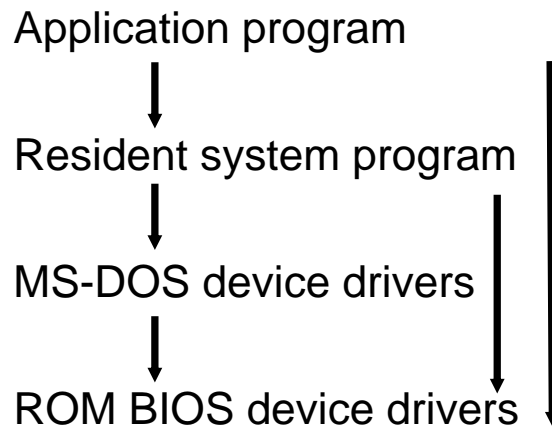 Application program
Resident system program
MS-DOS device drivers
ROM BIOS device drivers